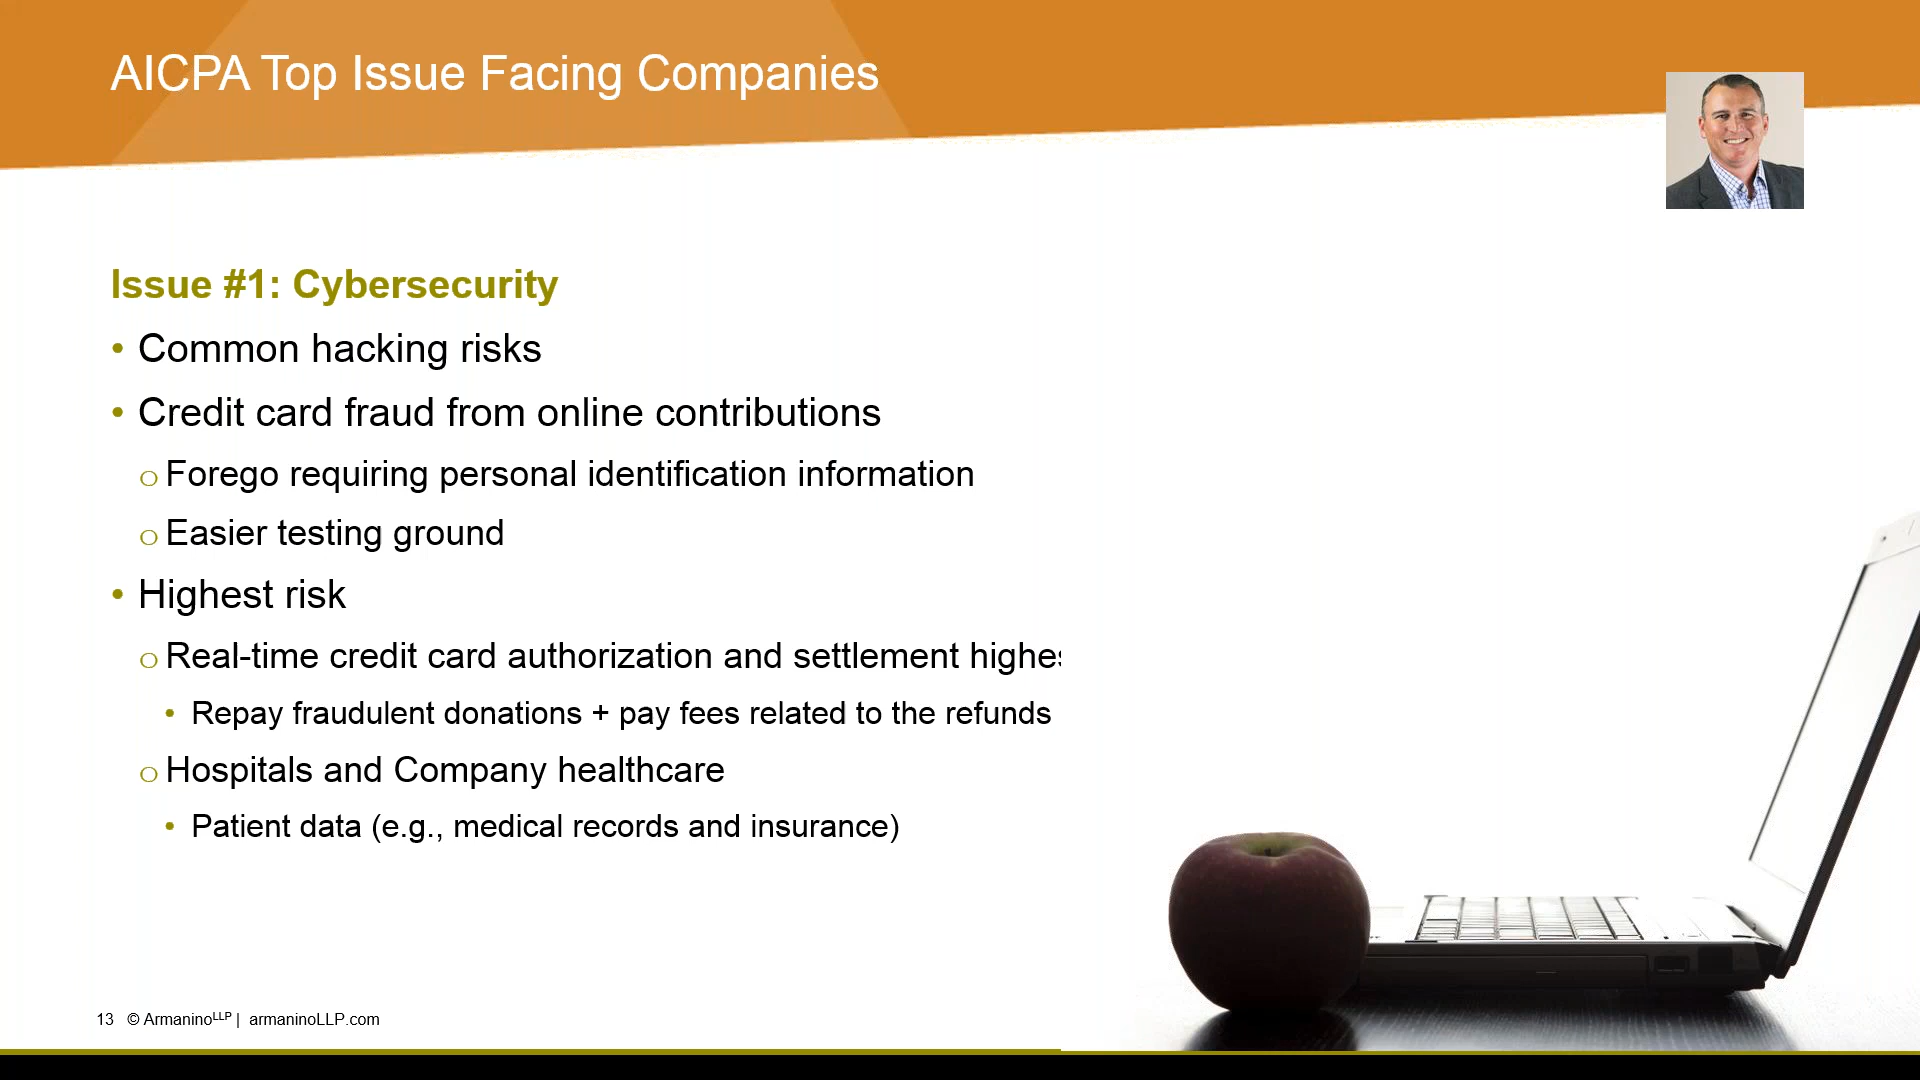 AICPA Top Issue Facing Companies
Issue #1: Cybersecurity
• Common hacking risks
• Credit card fraud from online contributions
o Forego requiring personal identification information
o Easier testing ground
• Highest risk
o Real-time credit card authorization and settlement
• Repay fraudulent donations + pay fees related to the refunds
o Hospitals and Company healthcare
• Patient data (e.g., medical records and insurance)
13 © ArmaninoLLP | armaninoLLP.com